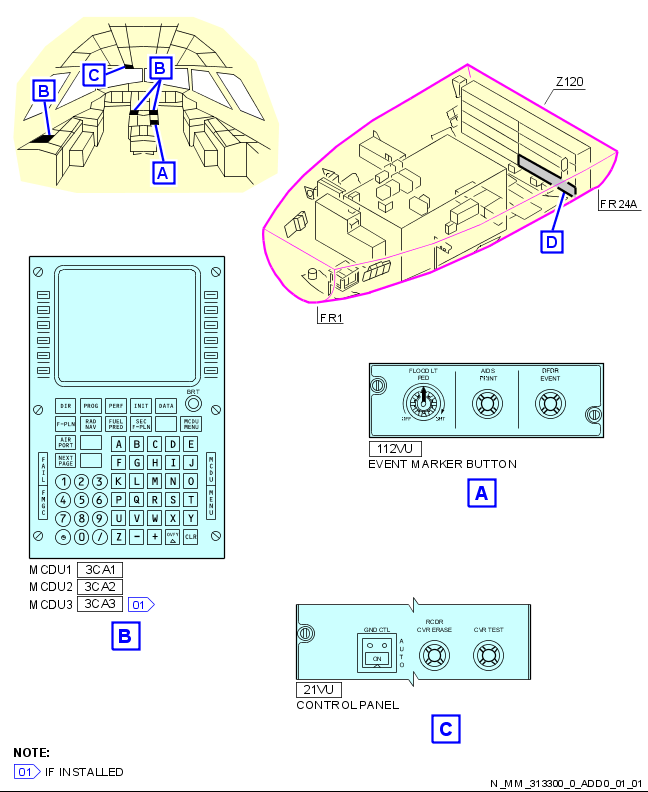 C
B
B
A
Z120
FR24A
D
FR1
BRT
DIR PROG PERF INIT DATA
F-PLN RAD NAV FUEL PRED SEC F-PLN MCDU MENU
AIR PORT
NEXT PAGE
A B C D E
F G H I J
K L M N O
P Q R S T
U V W X Y
Z - + OVFY CLR
1 2 3
4 5 6
7 8 9
0 /
FAIL
FMGC
MCDU
MENU
MCDU1 3CA1
MCDU2 3CA2
MCDU3 3CA3 01
B
FLOOD LT
PED
AIDS
PRINT
DFDR
EVENT
OFF BRT
112VU
EVENT MARKER BUTTON
A
GND CTL
ON
AUTO
RCDR
CVR ERASE
CVR TEST
21VU
CONTROL PANEL
C
NOTE:
01 IF INSTALLED
N_MM_313300_0_ADD0_01_01